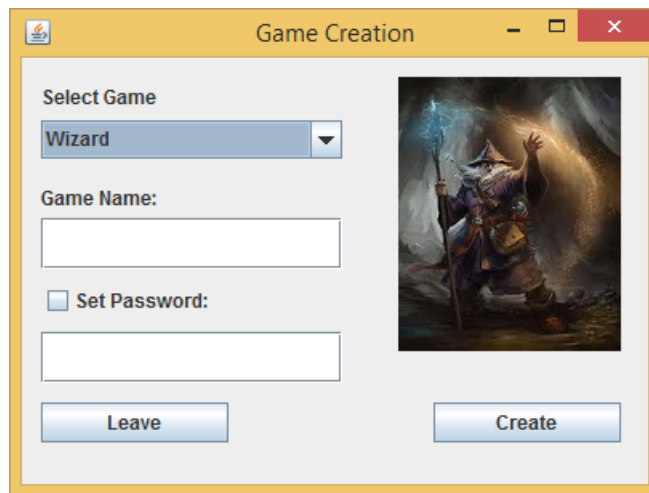 Game Creation
Select Game
Wizard
Game Name:
Set Password:
Leave
Create